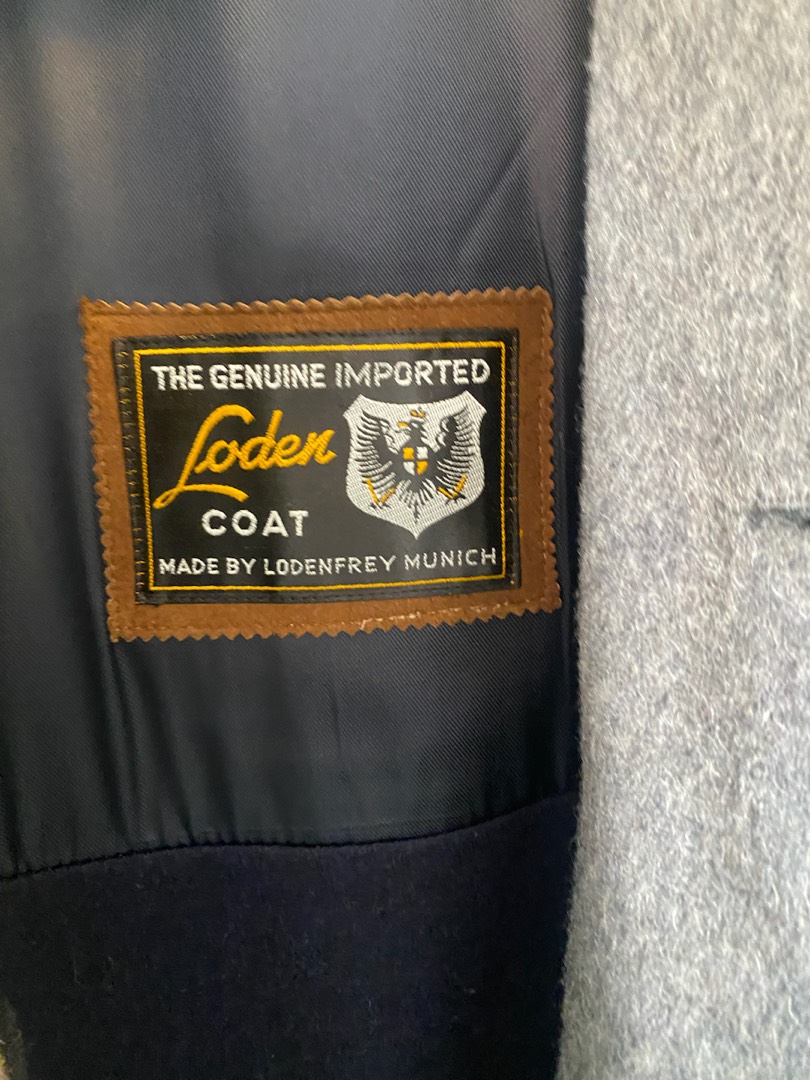 THE GENUINE IMPORTED
Loden
COAT
MADE BY LODENFREY MUNICH